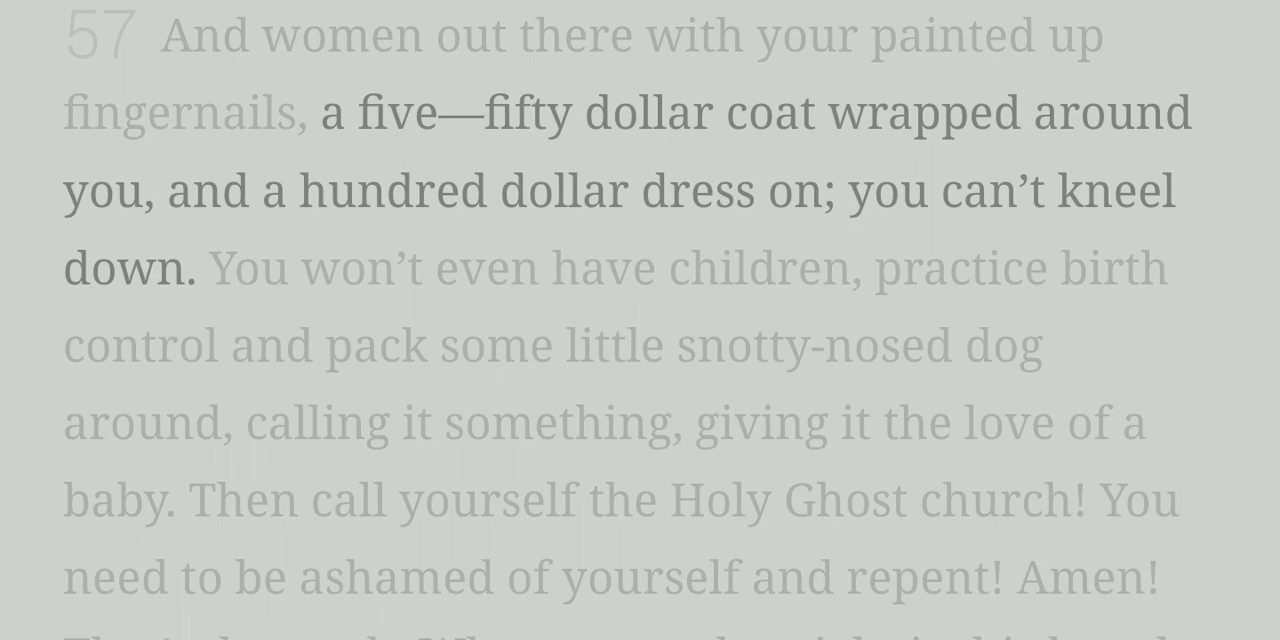 57 And women out there with your painted up
fingernails, a five—fifty dollar coat wrapped around
you, and a hundred dollar dress on; you can’t kneel
down. You won’t even have children, practice birth
control and pack some little snotty-nosed dog
around, calling it something, giving it the love of a
baby. Then call yourself the Holy Ghost church! You
need to be ashamed of yourself and repent! Amen!